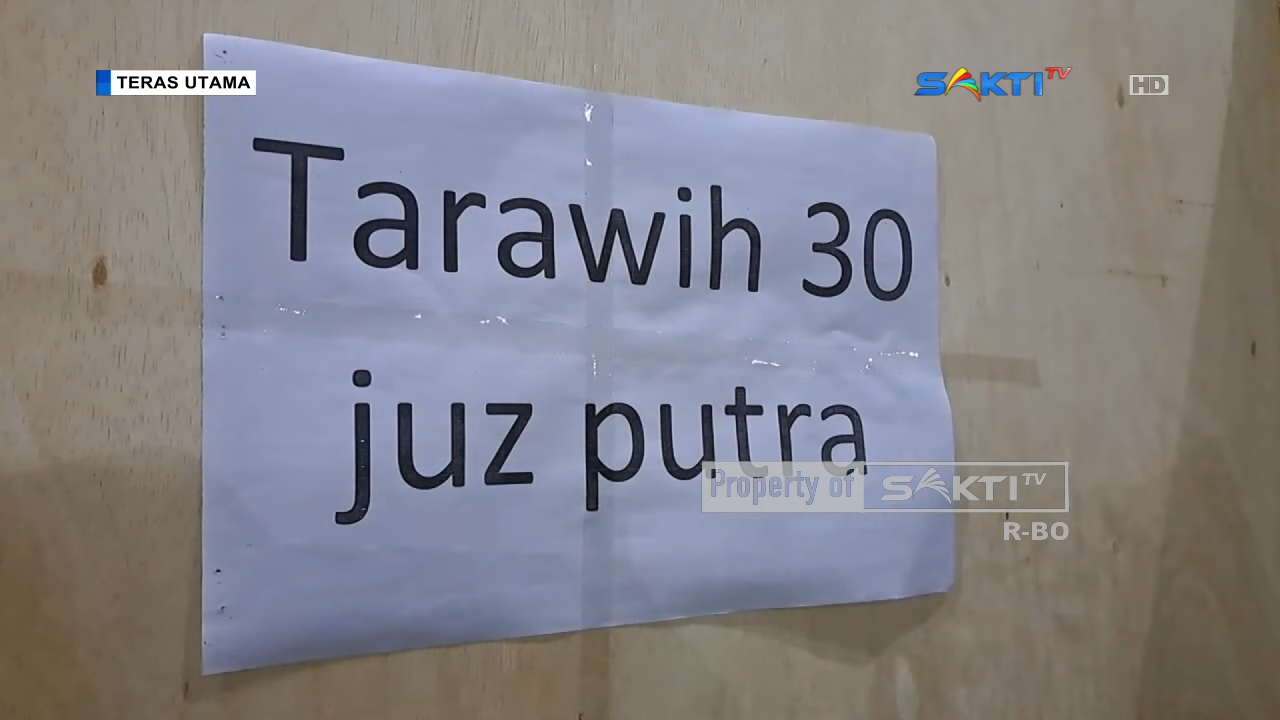 TERAS UTAMA
SAKTI TV
HD
Tarawih 30
juz putra
Property of SAKTI TV
R-BO